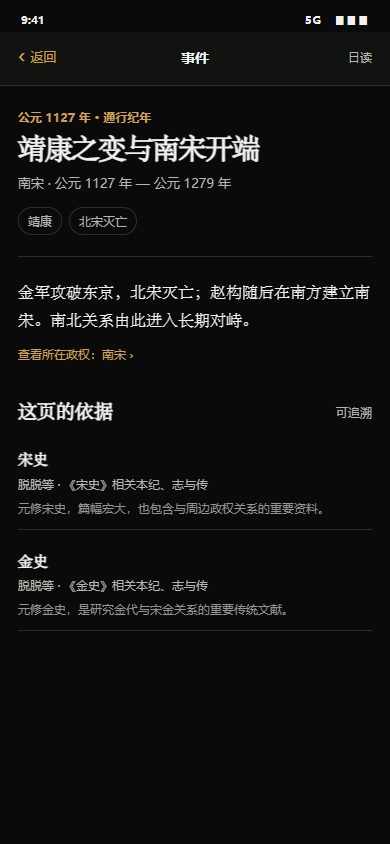 9:41
5G
‹ 返回
事件
日读
公元 1127 年 • 通行纪年
靖康之变与南宋开端
南宋 · 公元 1127 年 — 公元 1279 年
靖康
北宋灭亡
金军攻破东京，北宋灭亡；赵构随后在南方建立南
宋。南北关系由此进入长期对峙。
查看所在政权：南宋 ›
这页的依据
可追溯
宋史
脱脱等 ·《宋史》相关本纪、志与传
元修宋史，篇幅宏大，也包含与周边政权关系的重要资料。
金史
脱脱等 ·《金史》相关本纪、志与传
元修金史，是研究金代与宋金关系的重要传统文献。